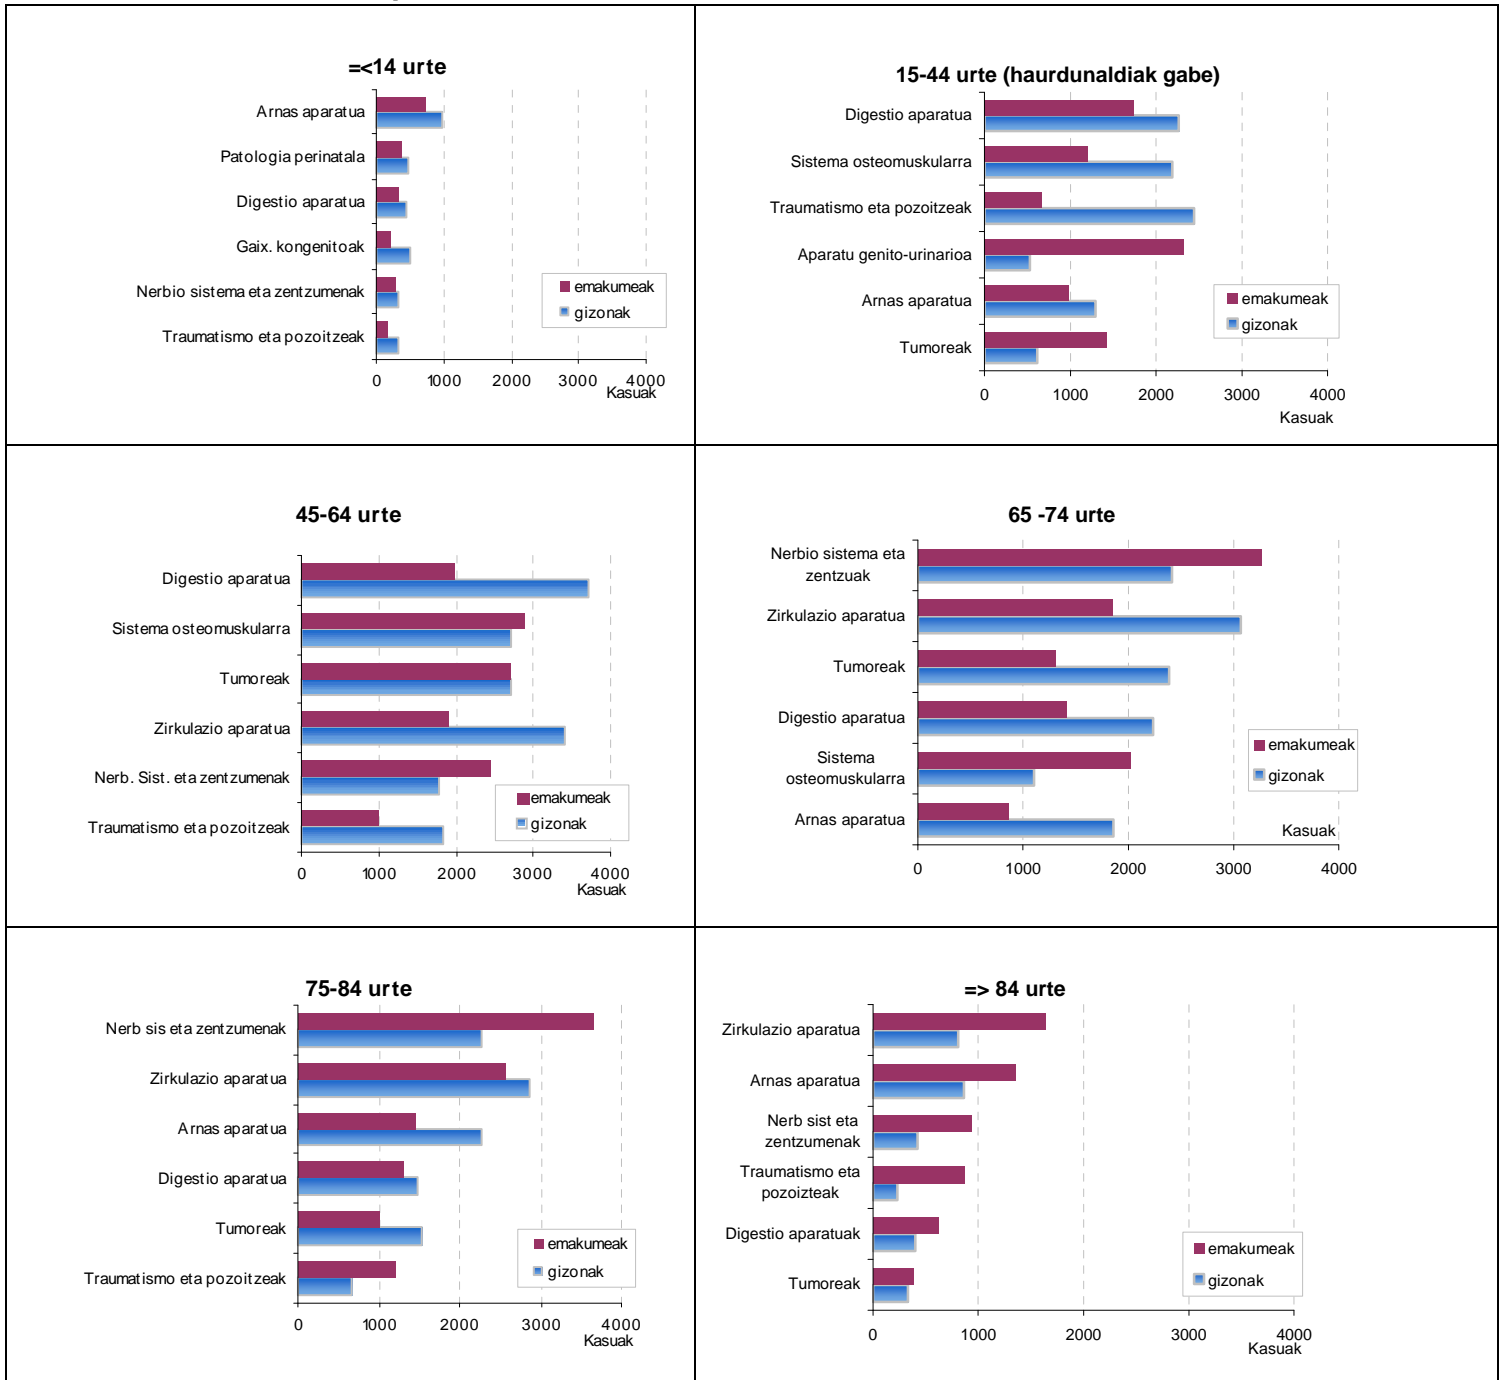 =<14 urte
Arnas aparatua
Patologia perinatala
Digestio aparatua
Gaix. kongenitoak
Nerbio sistema eta zentzumenak
Traumatismo eta pozoitzeak
emakumeak
gizonak
0 1000 2000 3000 4000
Kasuak
15-44 urte (haurdunaldiak gabe)
Digestio aparatua
Sistema osteomuskularra
Traumatismo eta pozoitzeak
Aparatu genito-urinarioa
Arnas aparatua
Tumoreak
emakumeak
gizonak
0 1000 2000 3000 4000
Kasuak
45-64 urte
Digestio aparatua
Sistema osteomuskularra
Tumoreak
Zirkulazio aparatua
Nerb. Sist. eta zentzumenak
Traumatismo eta pozoitzeak
emakumeak
gizonak
0 1000 2000 3000 4000
Kasuak
65 -74 urte
Nerbio sistema eta
zentzuak
Zirkulazio aparatua
Tumoreak
Digestio aparatua
Sistema
osteomuskularra
Arnas aparatua
emakumeak
gizonak
Kasuak
0 1000 2000 3000 4000
75-84 urte
Nerb sis eta zentzumenak
Zirkulazio aparatua
Arnas aparatua
Digestio aparatua
Tumoreak
Traumatismo eta pozoitzeak
emakumeak
gizonak
0 1000 2000 3000 4000
Kasuak
=> 84 urte
Zirkulazio aparatua
Arnas aparatua
Nerb sist eta
zentzumenak
Traumatismo eta
pozoizteak
Digestio aparatuak
Tumoreak
emakumeak
gizonak
0 1000 2000 3000 4000
Kasuak